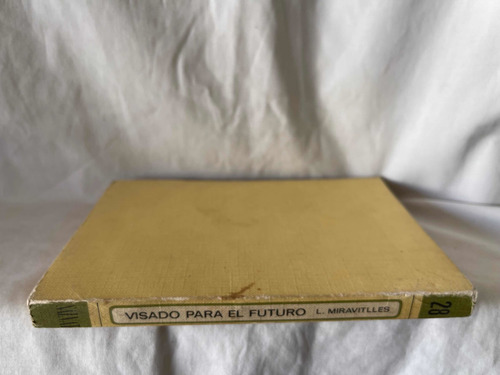 VISADO PARA EL FUTURO L. MIRAVITLLES
28